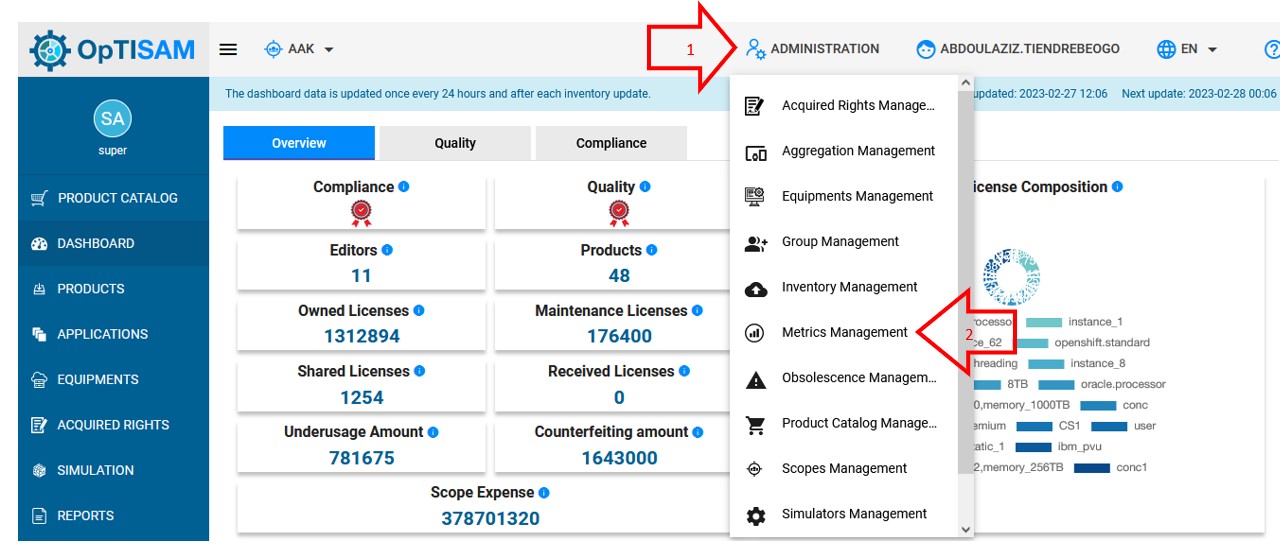 OpTISAM
AAK
1
ADMINISTRATION
ABDOULAZIZ.TIENDREBEOGO
EN
The dashboard data is updated once every 24 hours and after each inventory update.
updated: 2023-02-27 12:06 Next update: 2023-02-28 00:06
SA
super
PRODUCT CATALOG
DASHBOARD
PRODUCTS
APPLICATIONS
EQUIPMENTS
ACQUIRED RIGHTS
SIMULATION
REPORTS
Overview
Quality
Compliance
Compliance
Quality
Editors
11
Products
48
Owned Licenses
1312894
Maintenance Licenses
176400
Shared Licenses
1254
Received Licenses
0
Underusage Amount
781675
Counterfeiting amount
1643000
Scope Expense
378701320
Acquired Rights Manage...
Aggregation Management
Equipments Management
Group Management
Inventory Management
Metrics Management
2
Obsolescence Managem...
Product Catalog Manage...
Scopes Management
Simulators Management
icense Composition
rocessor instance_1
ce_62 openshift.standard
hreading instance_8
8TB oracle.processor
0,memory_1000TB conc
emium CS1 user
tatic_1 ibm_pvu
2,memory_256TB conc1